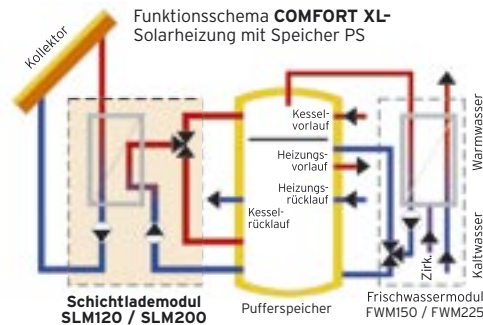 Funktionsschema COMFORT XL-
Solarheizung mit Speicher PS
Kollektor
Kessel-
vorlauf
Heizungs-
vorlauf
Heizungs-
rücklauf
Kessel-
rücklauf
Warmwasser
Kaltwasser
Zirk.
Schichtlademodul
SLM120 / SLM200
Pufferspeicher
Frischwassermodul
FWM150 / FWM225